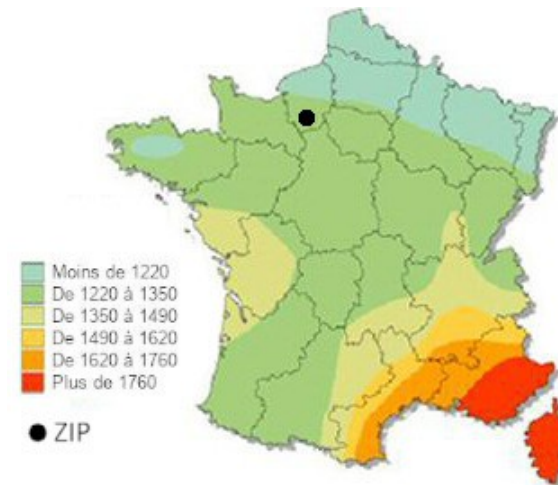 Moins de 1220
De 1220 à 1350
De 1350 à 1490
De 1490 à 1620
De 1620 à 1760
Plus de 1760
ZIP